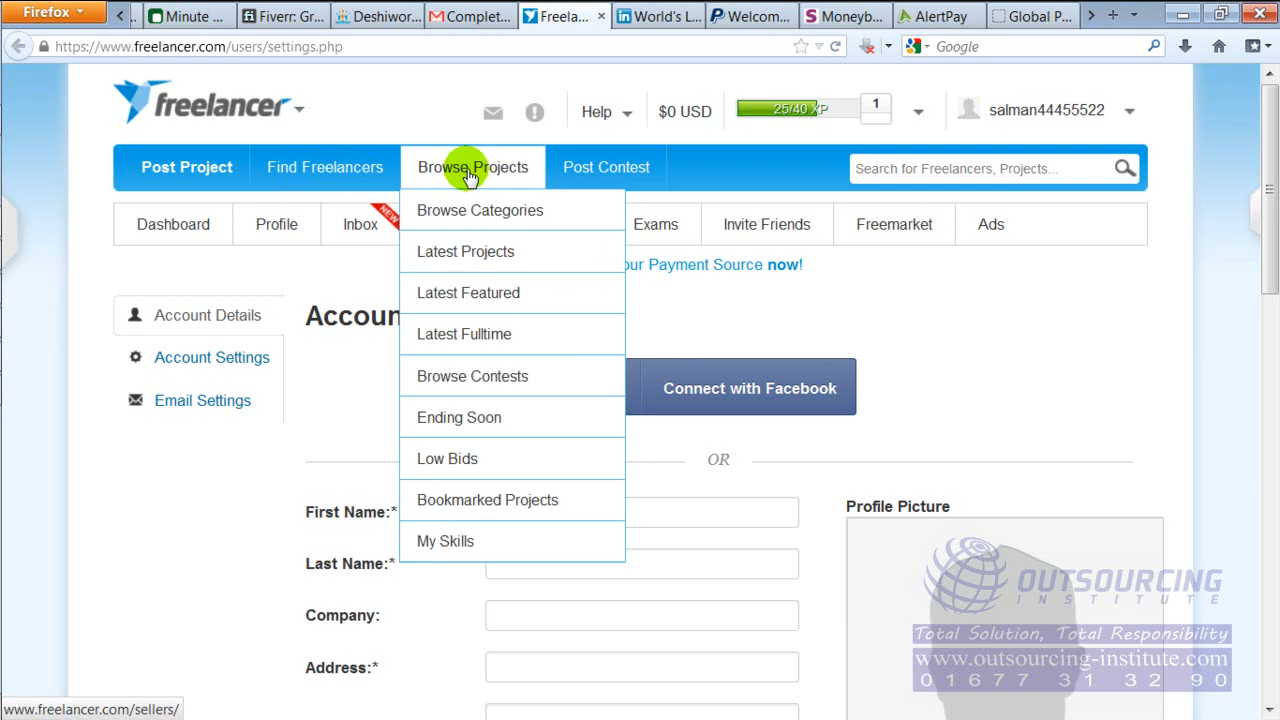 Firefox
Minute ...
Fiverr: Gr...
Deshiwor...
Complet...
Freela...
World's L...
Welcom...
Moneyb...
AlertPay
Global P...
https://www.freelancer.com/users/settings.php
Google
freelancer
Help
$0 USD
25/40 XP
1
salman44455522
Post Project
Find Freelancers
Browse Projects
Post Contest
Search for Freelancers, Projects...
Dashboard
Profile
Inbox
NEW
Exams
Invite Friends
Freemarket
Ads
Browse Categories
Latest Projects
Latest Featured
Latest Fulltime
Browse Contests
Ending Soon
Low Bids
Bookmarked Projects
My Skills
our Payment Source now!
Account Details
Account Settings
Email Settings
Accoun
Connect with Facebook
OR
First Name:*
Last Name:*
Company:
Address:*
Profile Picture
OUTSOURCING
INSTITUTE
Total Solution, Total Responsibility
www.outsourcing-institute.com
01677 31 32 90
www.freelancer.com/sellers/